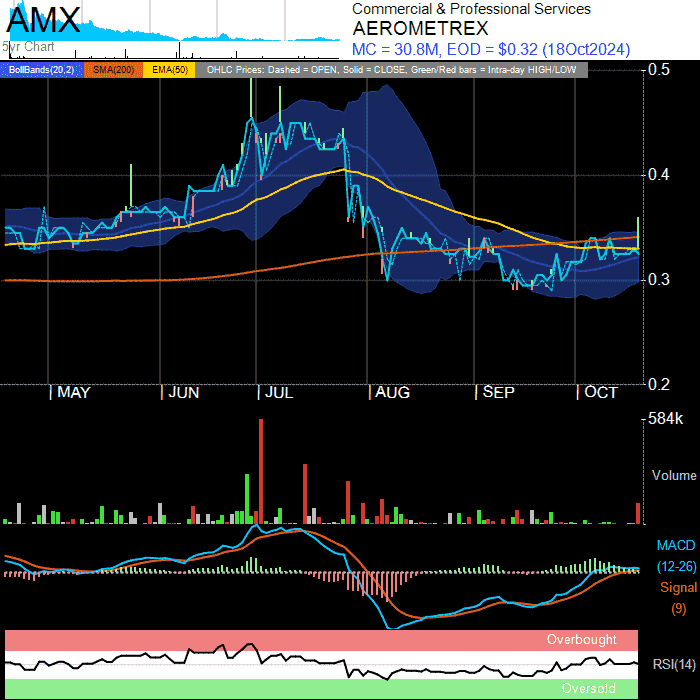 AMX
5yr Chart
Commercial & Professional Services
AEROMETREX
MC = 30.8M, EOD = $0.32 (18Oct2024)
BollBands(20,2) SMA(200) EMA(50) OHLC Prices: Dashed = OPEN, Solid = CLOSE, Green/Red bars = Intra-day HIGH/LOW
0.5
0.4
0.3
0.2
MAY JUN JUL AUG SEP OCT
584k
Volume
MACD
(12-26)
Signal
(9)
Overbought
RSI(14)
Oversold